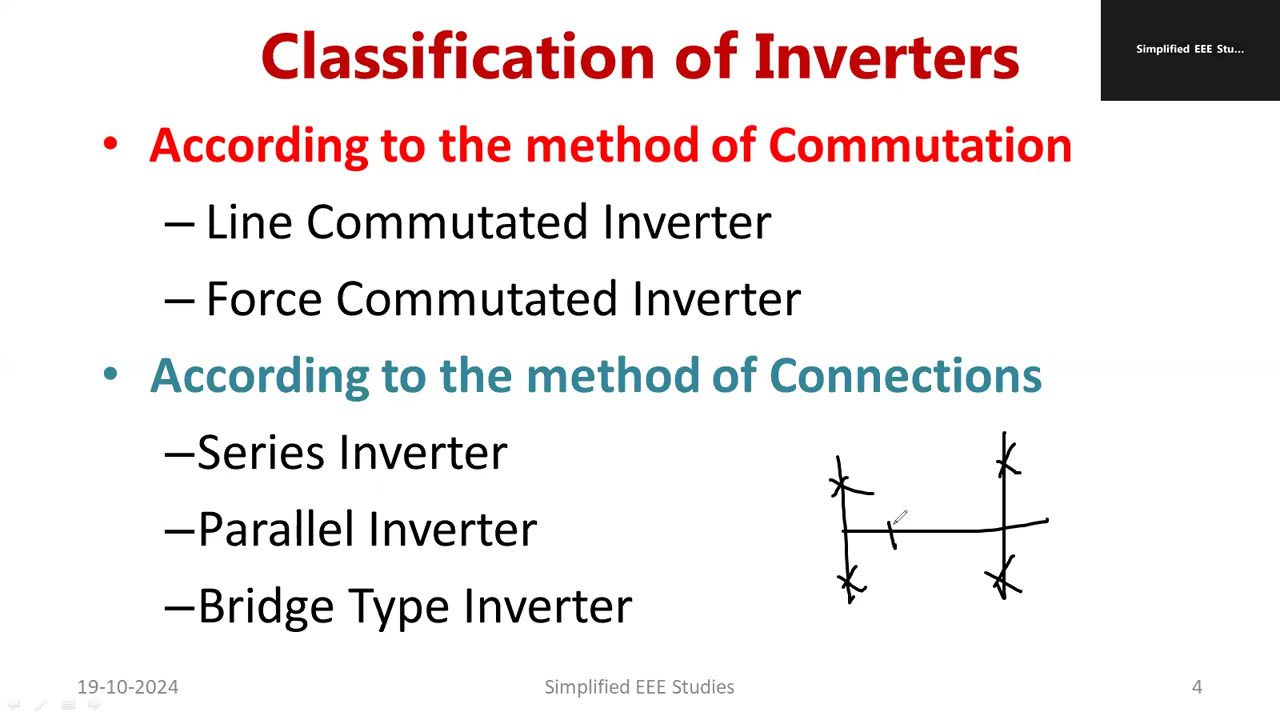 Classification of Inverters
Simplified EEE Stu...
• According to the method of Commutation
– Line Commutated Inverter
– Force Commutated Inverter
• According to the method of Connections
–Series Inverter
–Parallel Inverter
–Bridge Type Inverter
19-10-2024
Simplified EEE Studies
4